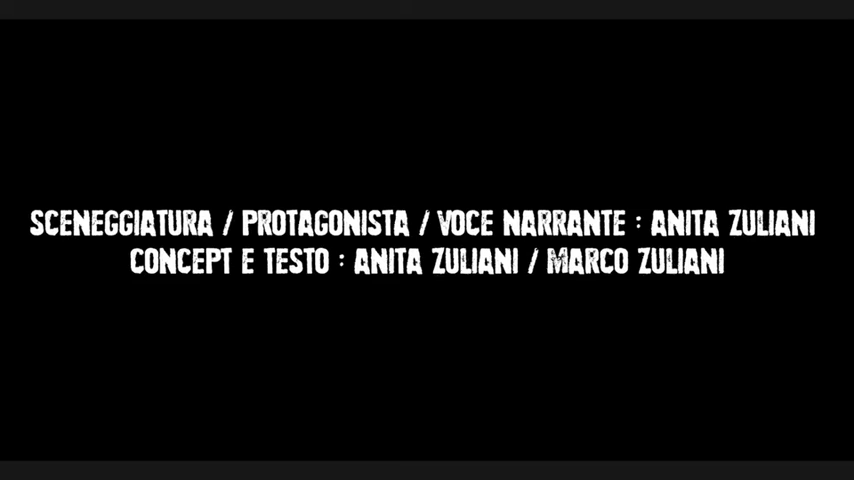 SCENEGGIATURA / PROTAGONISTA / VOCE NARRANTE : ANITA ZULIANI
CONCEPT E TESTO : ANITA ZULIANI / MARCO ZULIANI